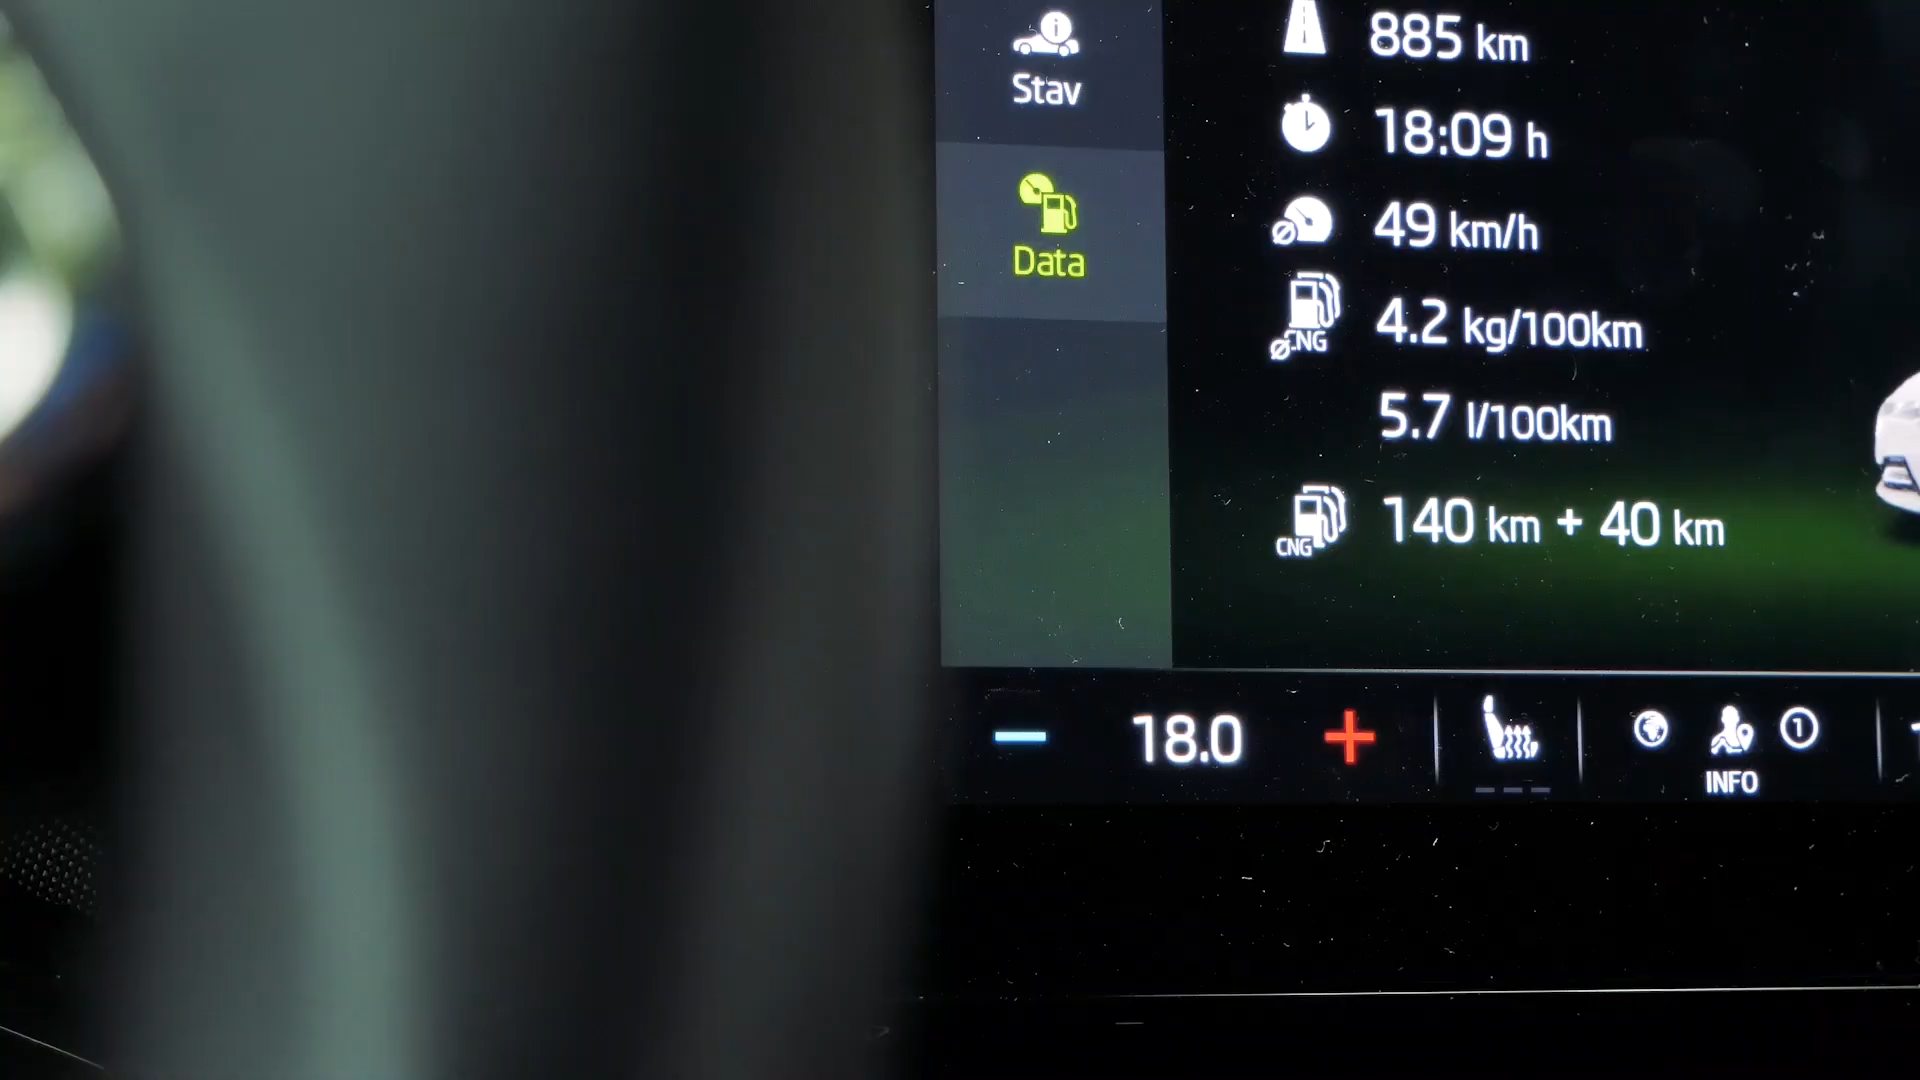 885 km
Stav
18:09 h
49 km/h
Data
4.2 kg/100km
CNG
5.7 l/100km
140 km + 40 km
CNG
18.0
1
INFO